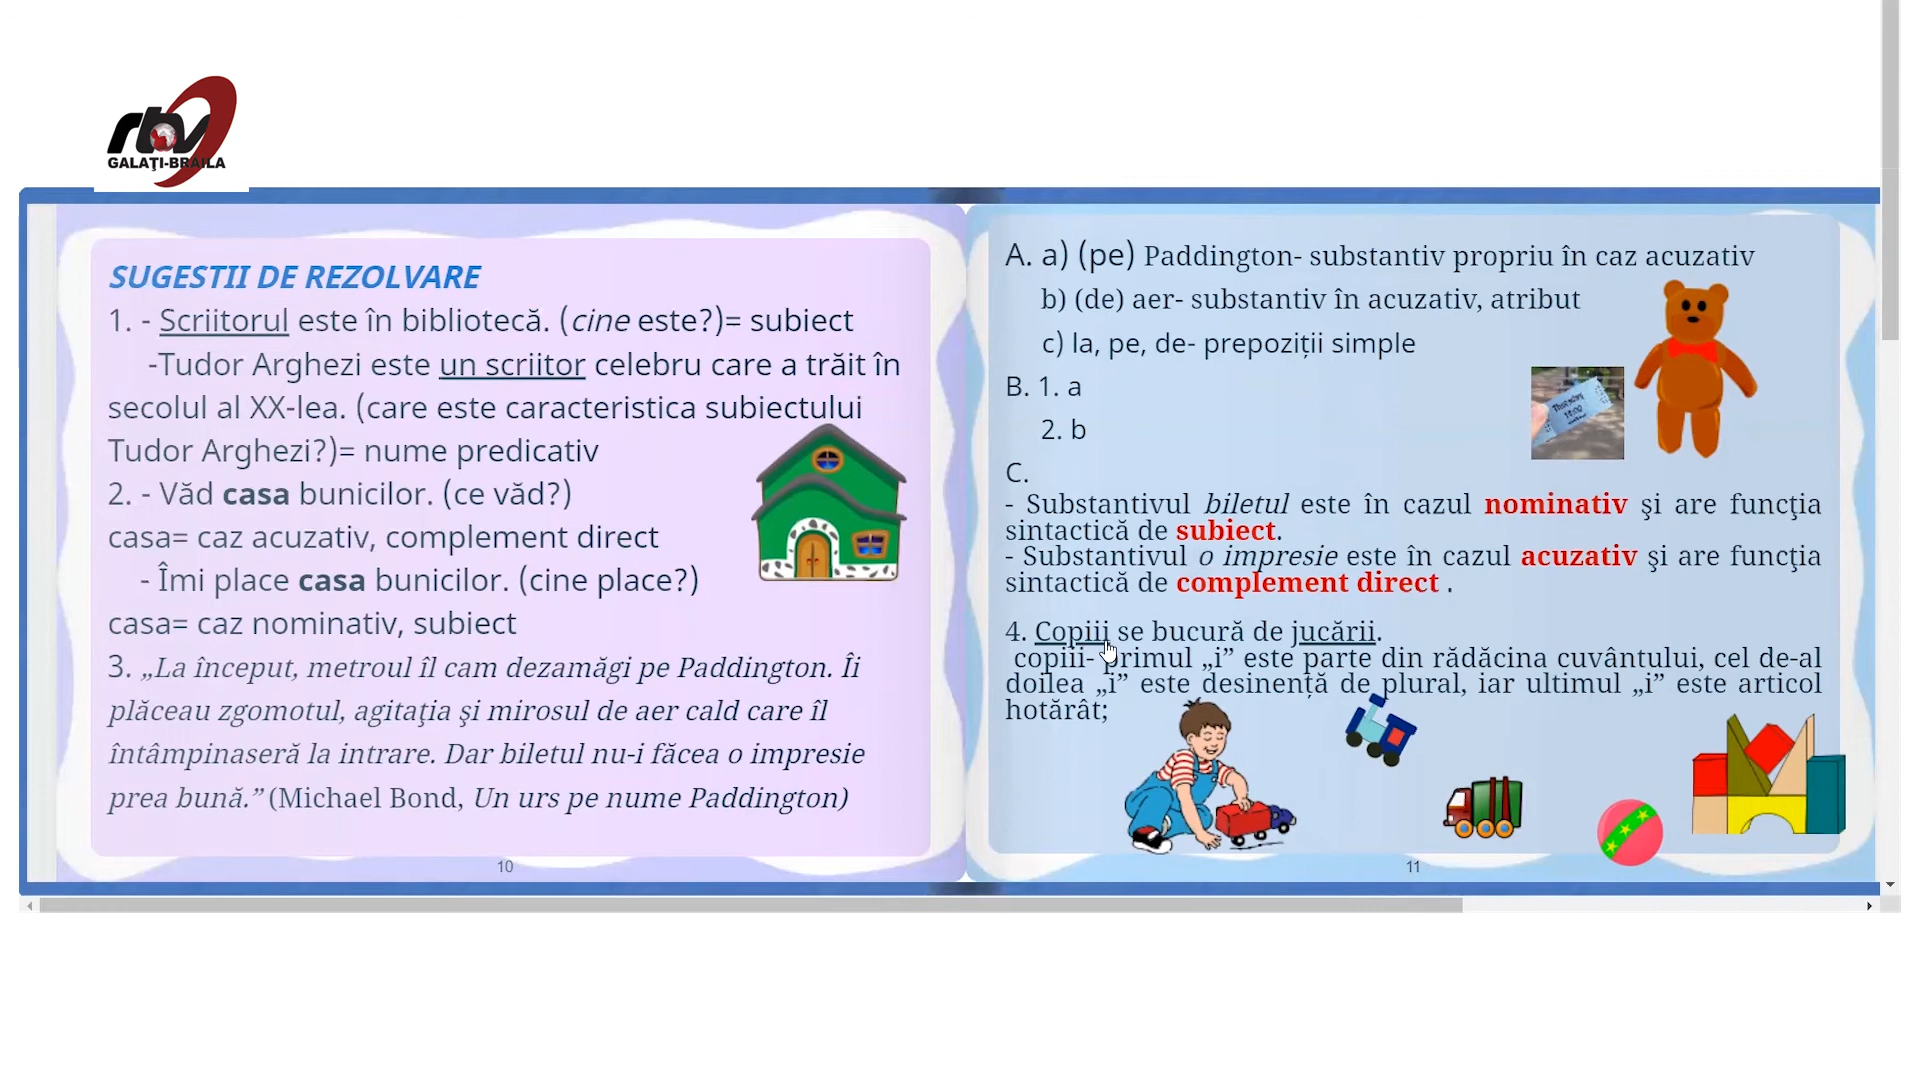 rtv
GALAŢI-BRAILA
SUGESTII DE REZOLVARE
1. - Scriitorul este în bibliotecă. (cine este?)= subiect
-Tudor Arghezi este un scriitor celebru care a trăit în
secolul al XX-lea. (care este caracteristica subiectului
Tudor Arghezi?)= nume predicativ
2. - Văd casa bunicilor. (ce văd?)
casa= caz acuzativ, complement direct
- Îmi place casa bunicilor. (cine place?)
casa= caz nominativ, subiect
3. „La început, metroul îl cam dezamăgi pe Paddington. Îi
plăceau zgomotul, agitaţia şi mirosul de aer cald care îl
întâmpinaseră la intrare. Dar biletul nu-i făcea o impresie
prea bună.” (Michael Bond, Un urs pe nume Paddington)
10
A. a) (pe) Paddington- substantiv propriu în caz acuzativ
b) (de) aer- substantiv în acuzativ, atribut
c) la, pe, de- prepoziții simple
B. 1. a
2. b
C.
- Substantivul biletul este în cazul nominativ şi are funcţia
sintactică de subiect.
- Substantivul o impresie este în cazul acuzativ şi are funcţia
sintactică de complement direct .
4. Copiii se bucură de jucării.
copiii- primul „i” este parte din rădăcina cuvântului, cel de-al
doilea „i” este desinență de plural, iar ultimul „i” este articol
hotărât;
11